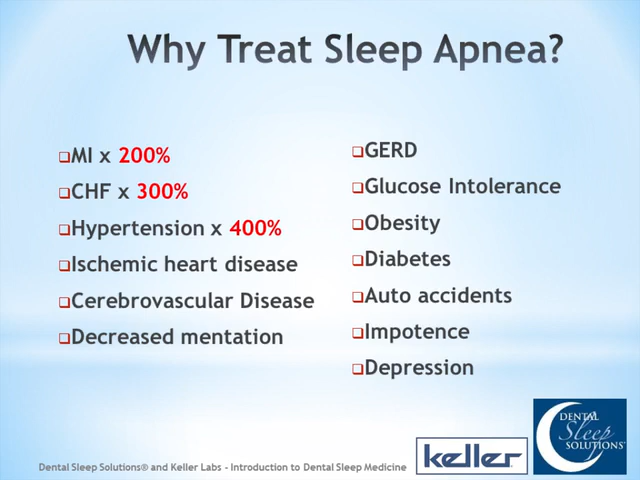 Why Treat Sleep Apnea?
MI x 200%
CHF x 300%
Hypertension x 400%
Ischemic heart disease
Cerebrovascular Disease
Decreased mentation
GERD
Glucose Intolerance
Obesity
Diabetes
Auto accidents
Impotence
Depression
Dental Sleep Solutions® and Keller Labs - Introduction to Dental Sleep Medicine
keller
DENTAL
Sleep
SOLUTIONS